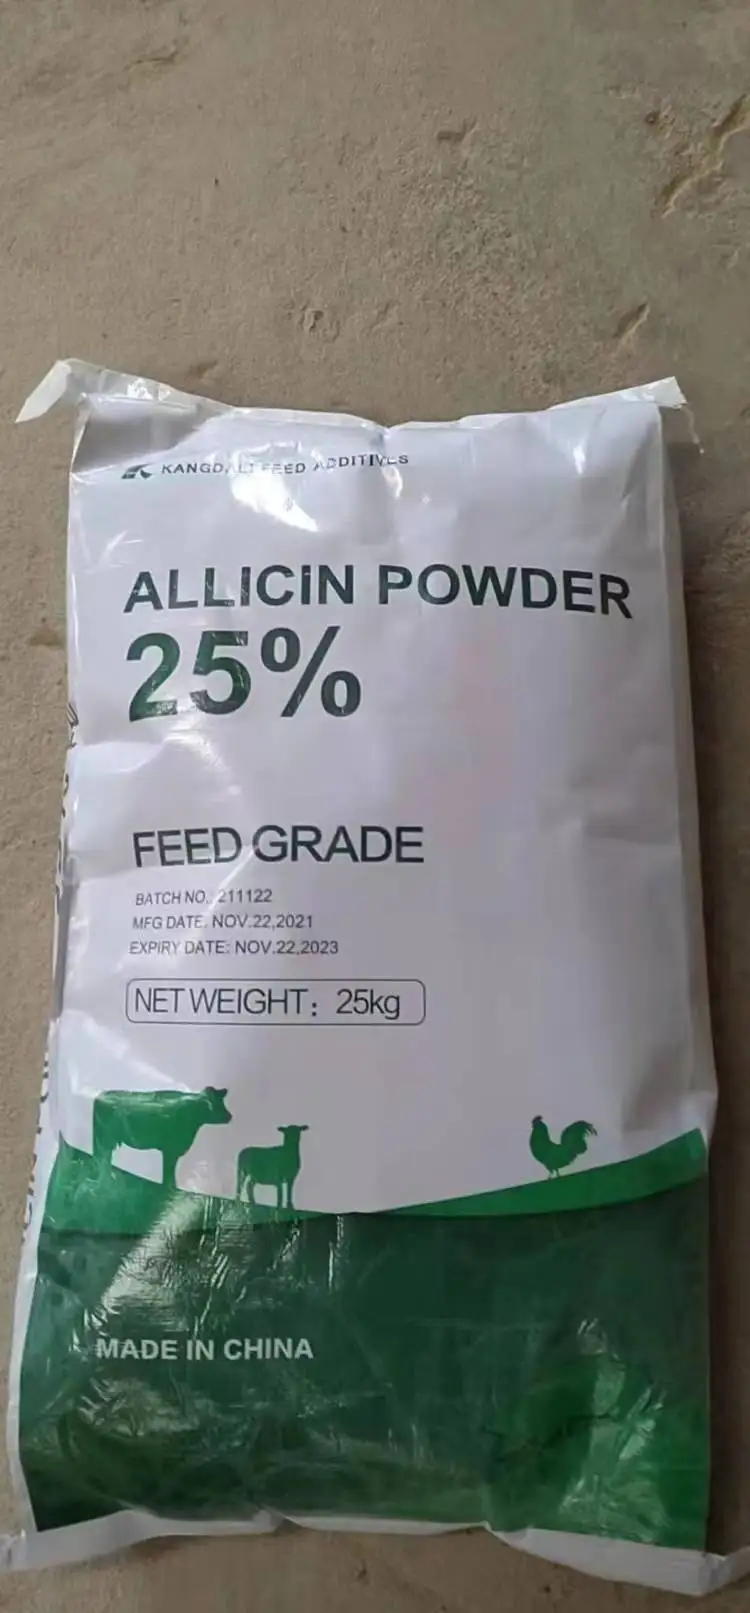 KANGDALI FEED ADDITIVES
ALLICIN POWDER
25%
FEED GRADE
BATCH NO.: 211122
MFG DATE: NOV.22,2021
EXPIRY DATE: NOV.22,2023
NET WEIGHT: 25kg
MADE IN CHINA